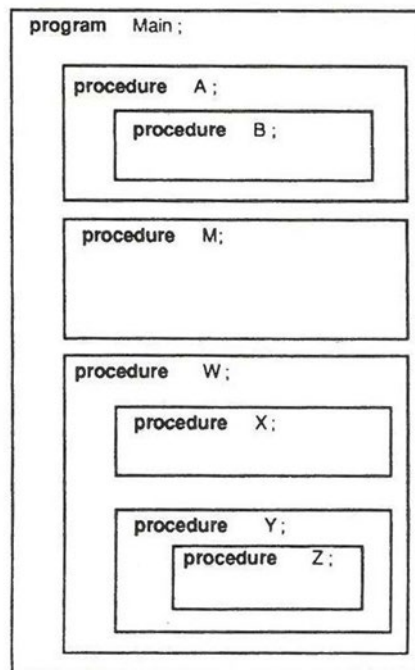 program Main ;
procedure A ;
procedure B ;
procedure M;
procedure W ;
procedure X ;
procedure Y ;
procedure Z ;